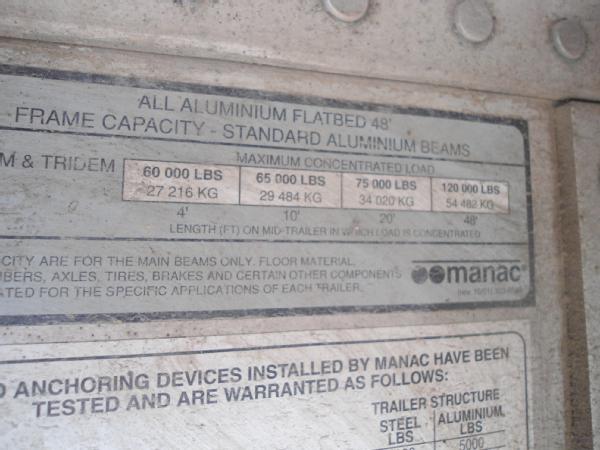 ALL ALUMINIUM FLATBED 48'
FRAME CAPACITY - STANDARD ALUMINIUM BEAMS
MAXIMUM CONCENTRATED LOAD
M & TRIDEM 60 000 LBS 65 000 LBS 75 000 LBS 120 000 LBS
27 216 KG 29 484 KG 34 020 KG 54 482 KG
4' 10' 20' 48'
LENGTH (FT) ON MID-TRAILER IN WHICH LOAD IS CONCENTRATED
CITY ARE FOR THE MAIN BEAMS ONLY. FLOOR MATERIAL,
BERS, AXLES, TIRES, BRAKES AND CERTAIN OTHER COMPONENTS
TED FOR THE SPECIFIC APPLICATIONS OF EACH TRAILER.
manac
ANCHORING DEVICES INSTALLED BY MANAC HAVE BEEN
TESTED AND ARE WARRANTED AS FOLLOWS:
TRAILER STRUCTURE
STEEL ALUMINIUM
LBS LBS
5000